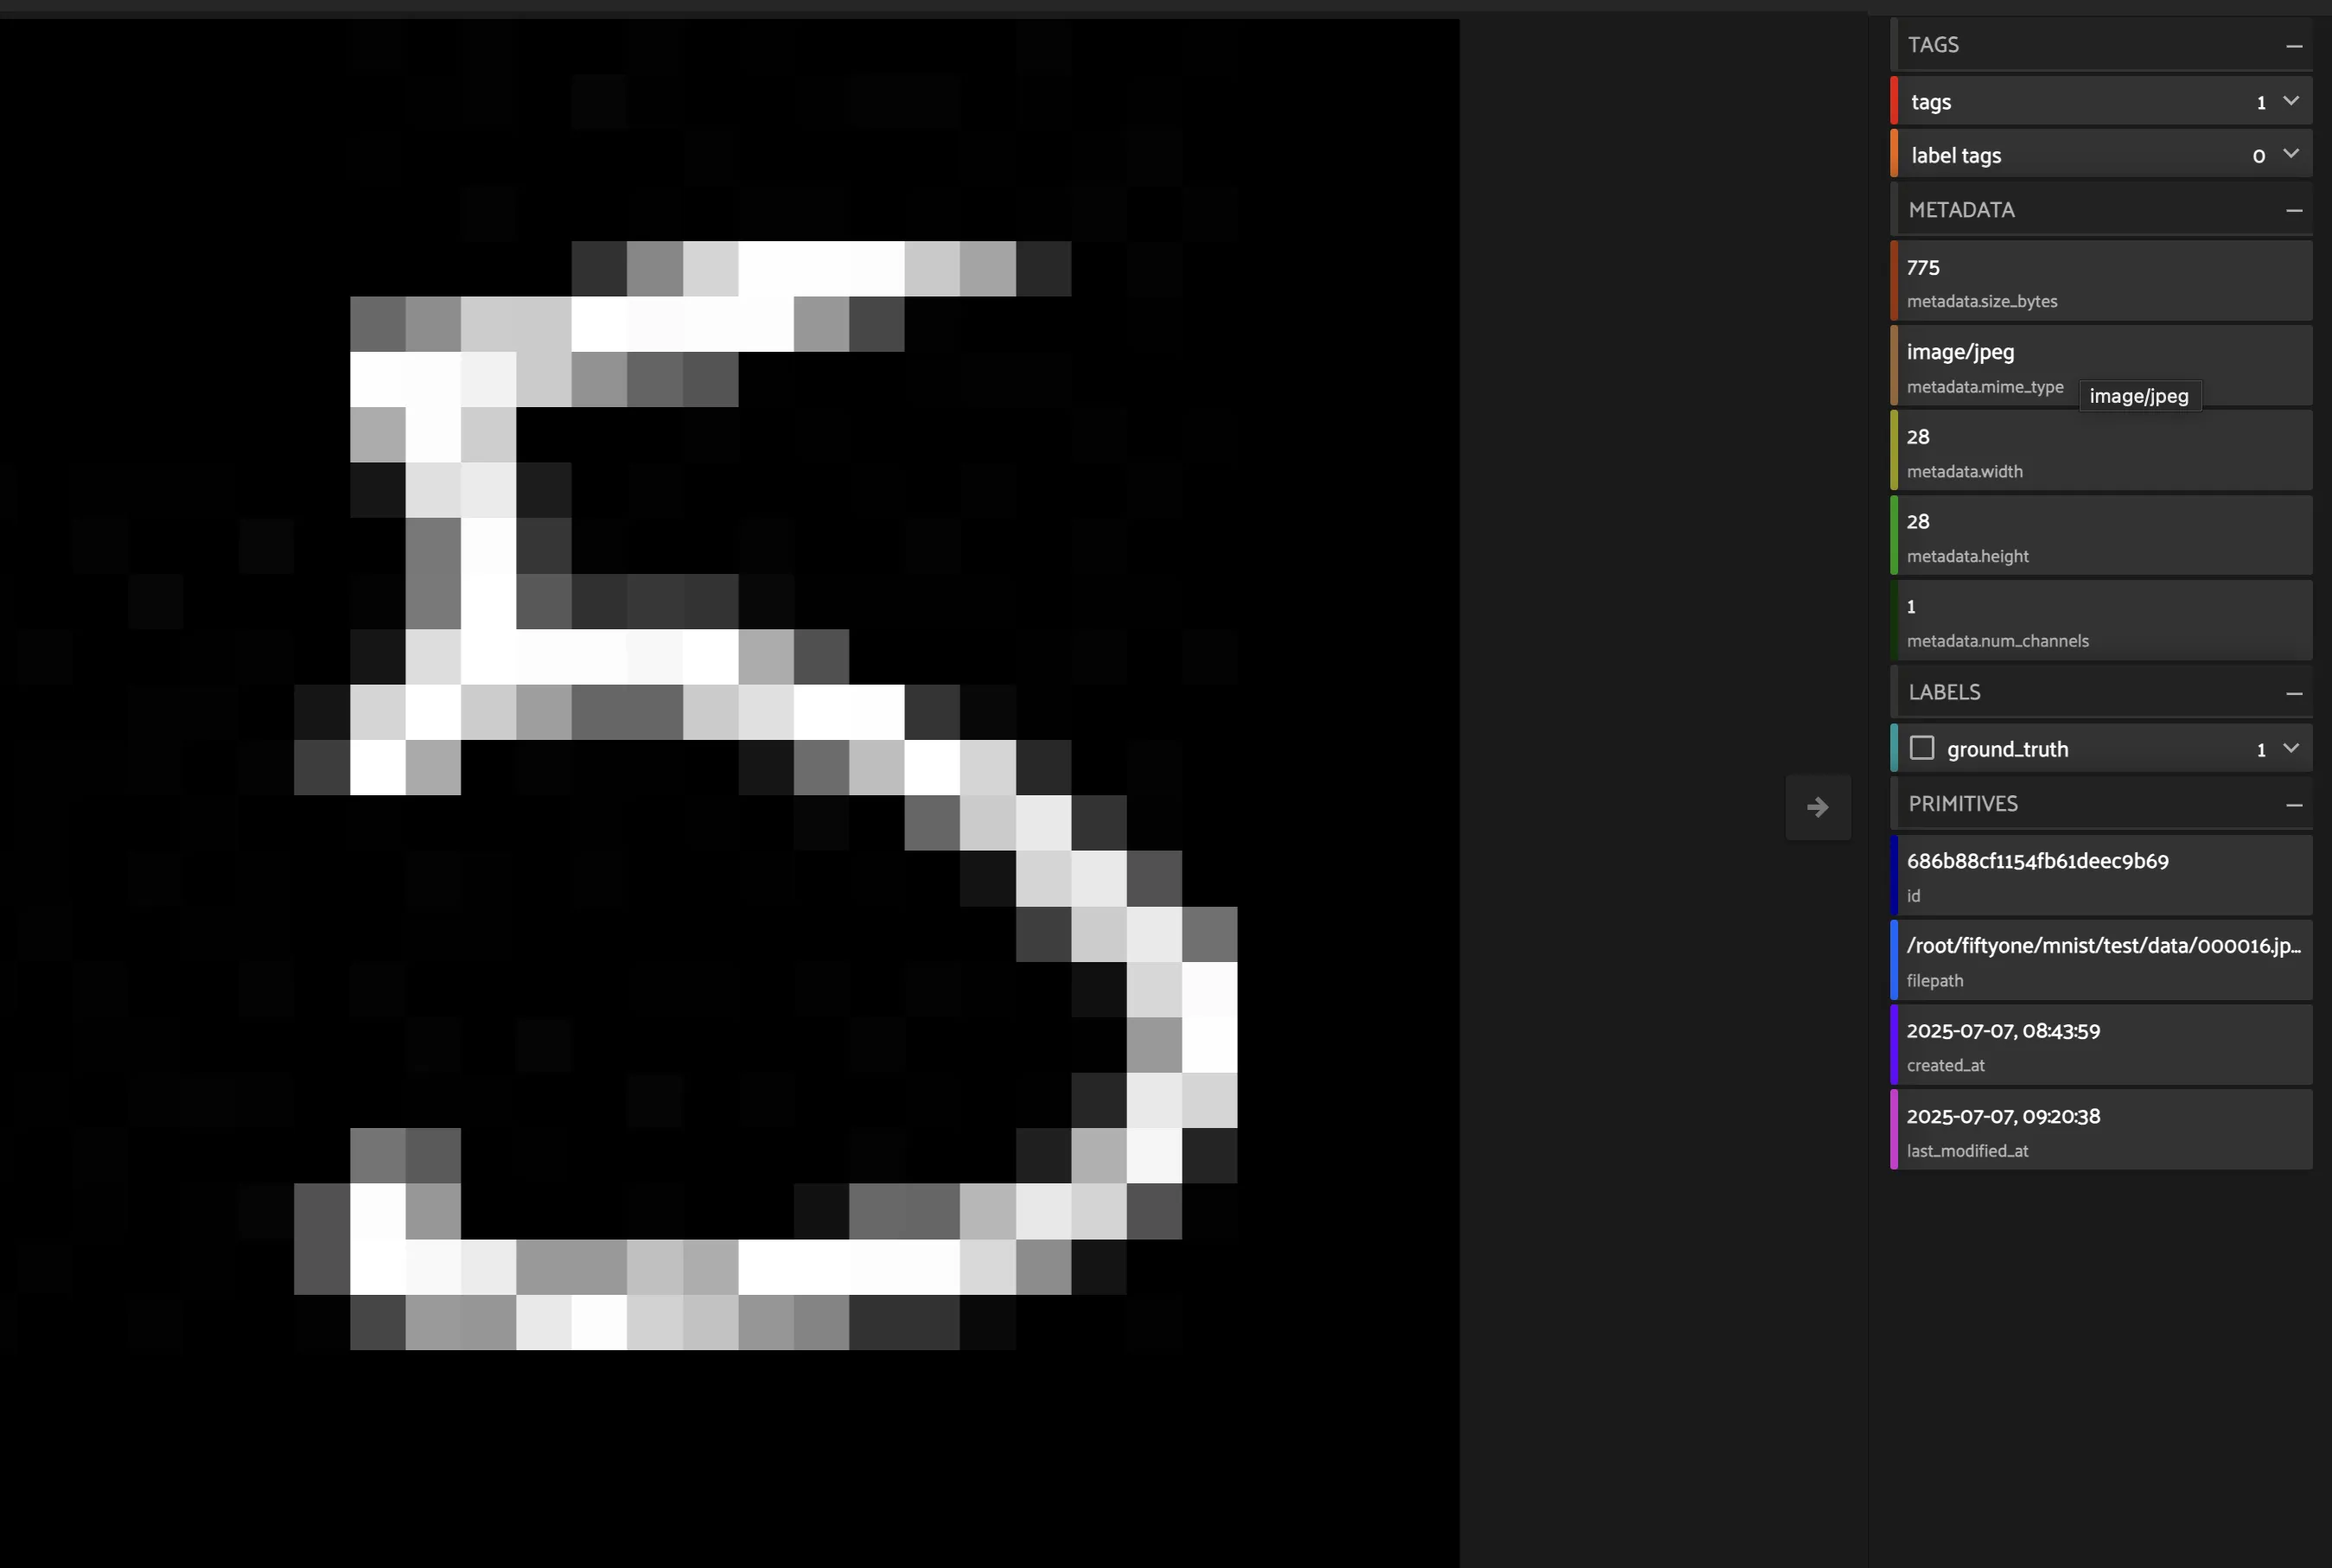 5
TAGS
tags 1
label tags 0
METADATA
775
metadata.size_bytes
image/jpeg
metadata.mime_type
image/jpeg
28
metadata.width
28
metadata.height
1
metadata.num_channels
LABELS
ground_truth 1
PRIMITIVES
686b88cf1154fb61deec9b69
id
/root/fiftyone/mnist/test/data/000016.jp...
filepath
2025-07-07, 08:43:59
created_at
2025-07-07, 09:20:38
last_modified_at